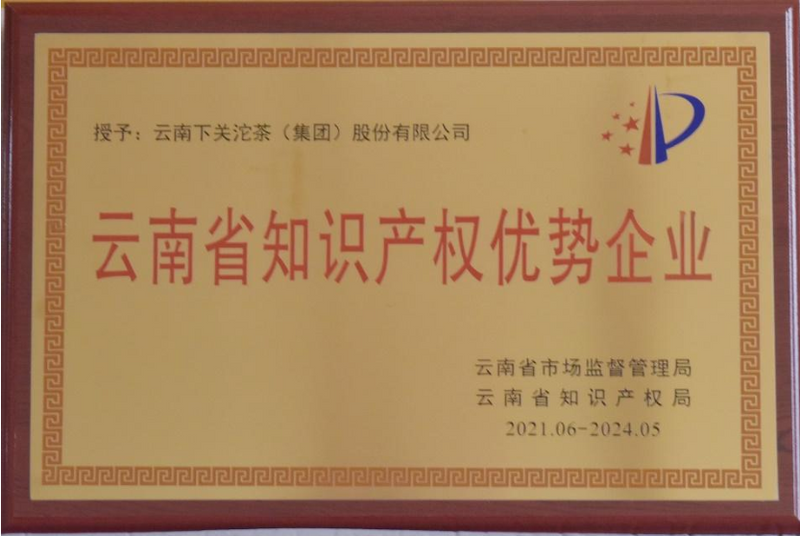 授予：云南下关沱茶（集团）股份有限公司
云南省知识产权优势企业
云南省市场监督管理局
云南省知识产权局
2021.06-2024.05